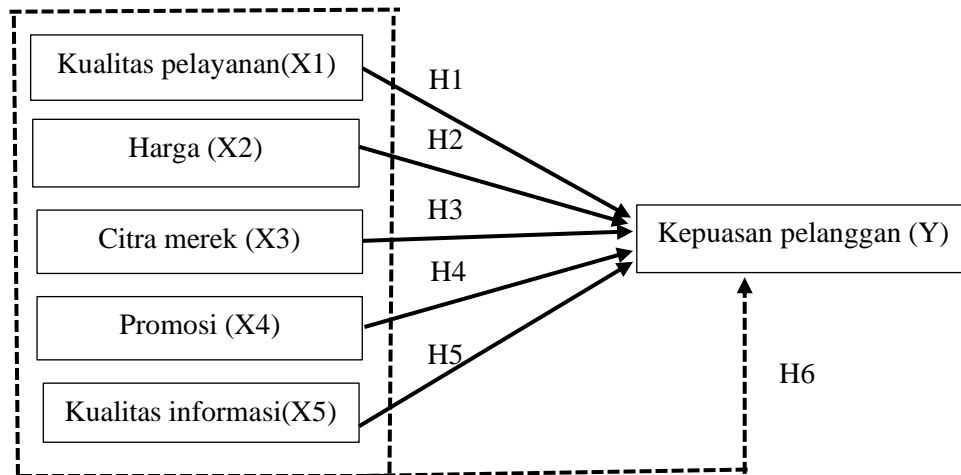 Kualitas pelayanan(X1)
H1
Harga (X2)
H2
Citra merek (X3)
H3
Kepuasan pelanggan (Y)
Promosi (X4)
H4
Kualitas informasi(X5)
H5
H6